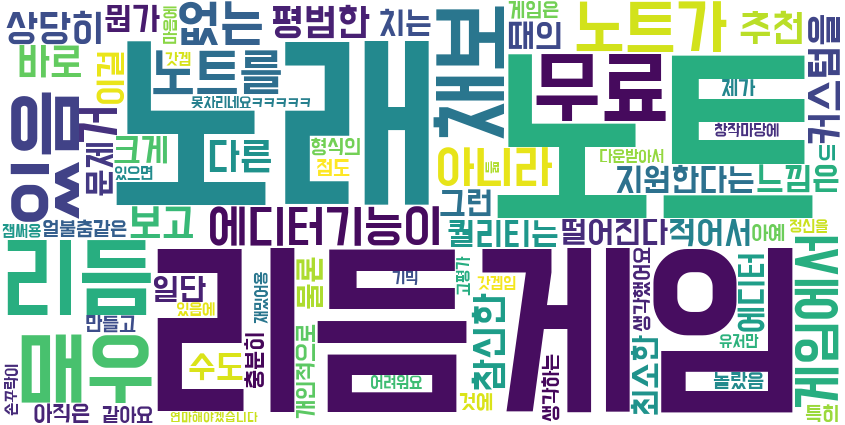 상당히
뭔가
없는
평범한
치는
게임은
때의
노트가
추천
을
마음에
바로
이걸
갓겜
노트를
노래
채보
무료
노트
제가
커스텀
못차리네요ㅋㅋㅋㅋㅋ
창작마당에
있음
거
문제
크게
있으면
다른
형식의
점도
아니라
들
다운받아서
지원한다는
느낌은
그런
잼써용
얼불춤같은
보고
에디터기능이
퀄리티는
떨어진다
적어서
아예
정신을
리듬
일단
있음에
물론
기믹
고평가
갓겜임
생각했어요
에디터
만들고
재밌어용
리듬게임
매우
수도
충분히
개인적으로
어려워요
참신한
최소한
유저만
놀랐음
손꾸락이
아직은
같아요
연마해야겠습니다
것에
생각하는
특히